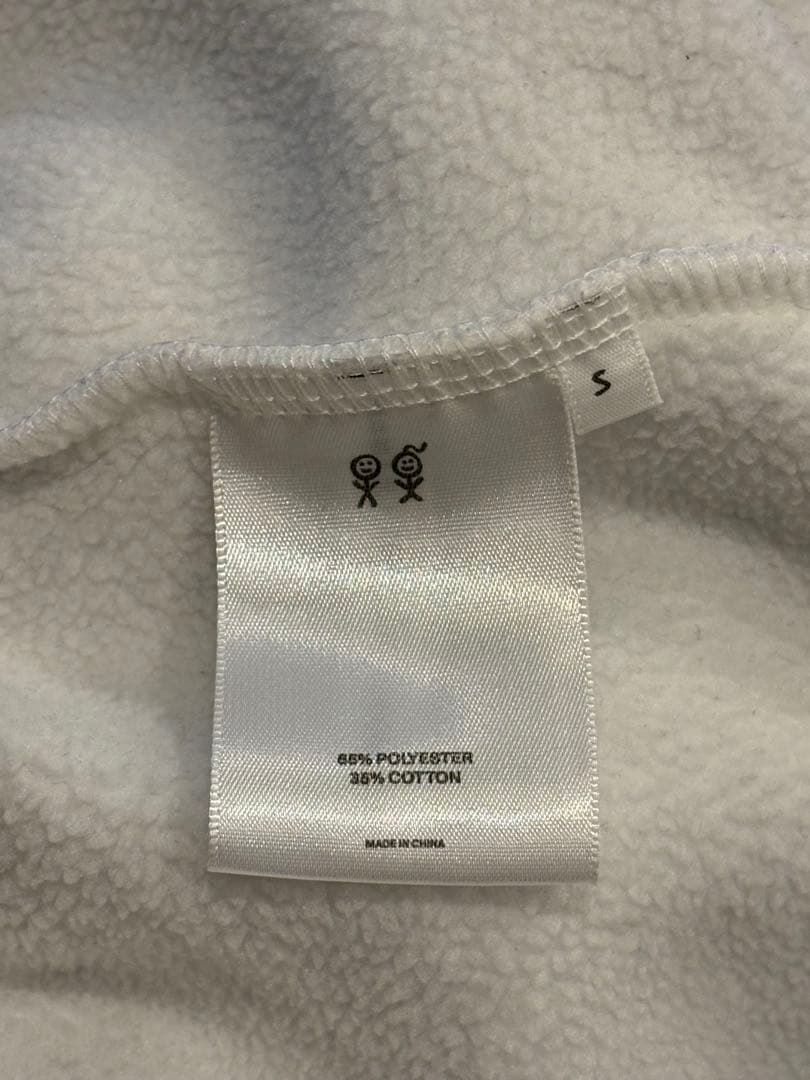 S
65% POLYESTER
35% COTTON
MADE IN CHINA